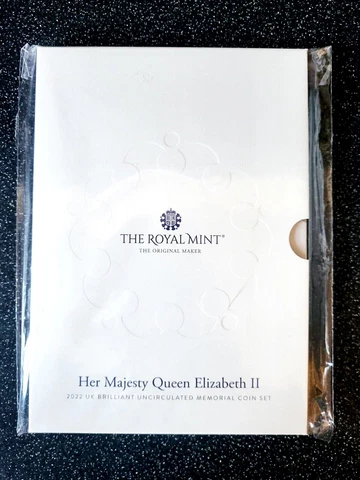 THE ROYAL MINT®
THE ORIGINAL MAKER
Her Majesty Queen Elizabeth II
2022 UK BRILLIANT UNCIRCULATED MEMORIAL COIN SET